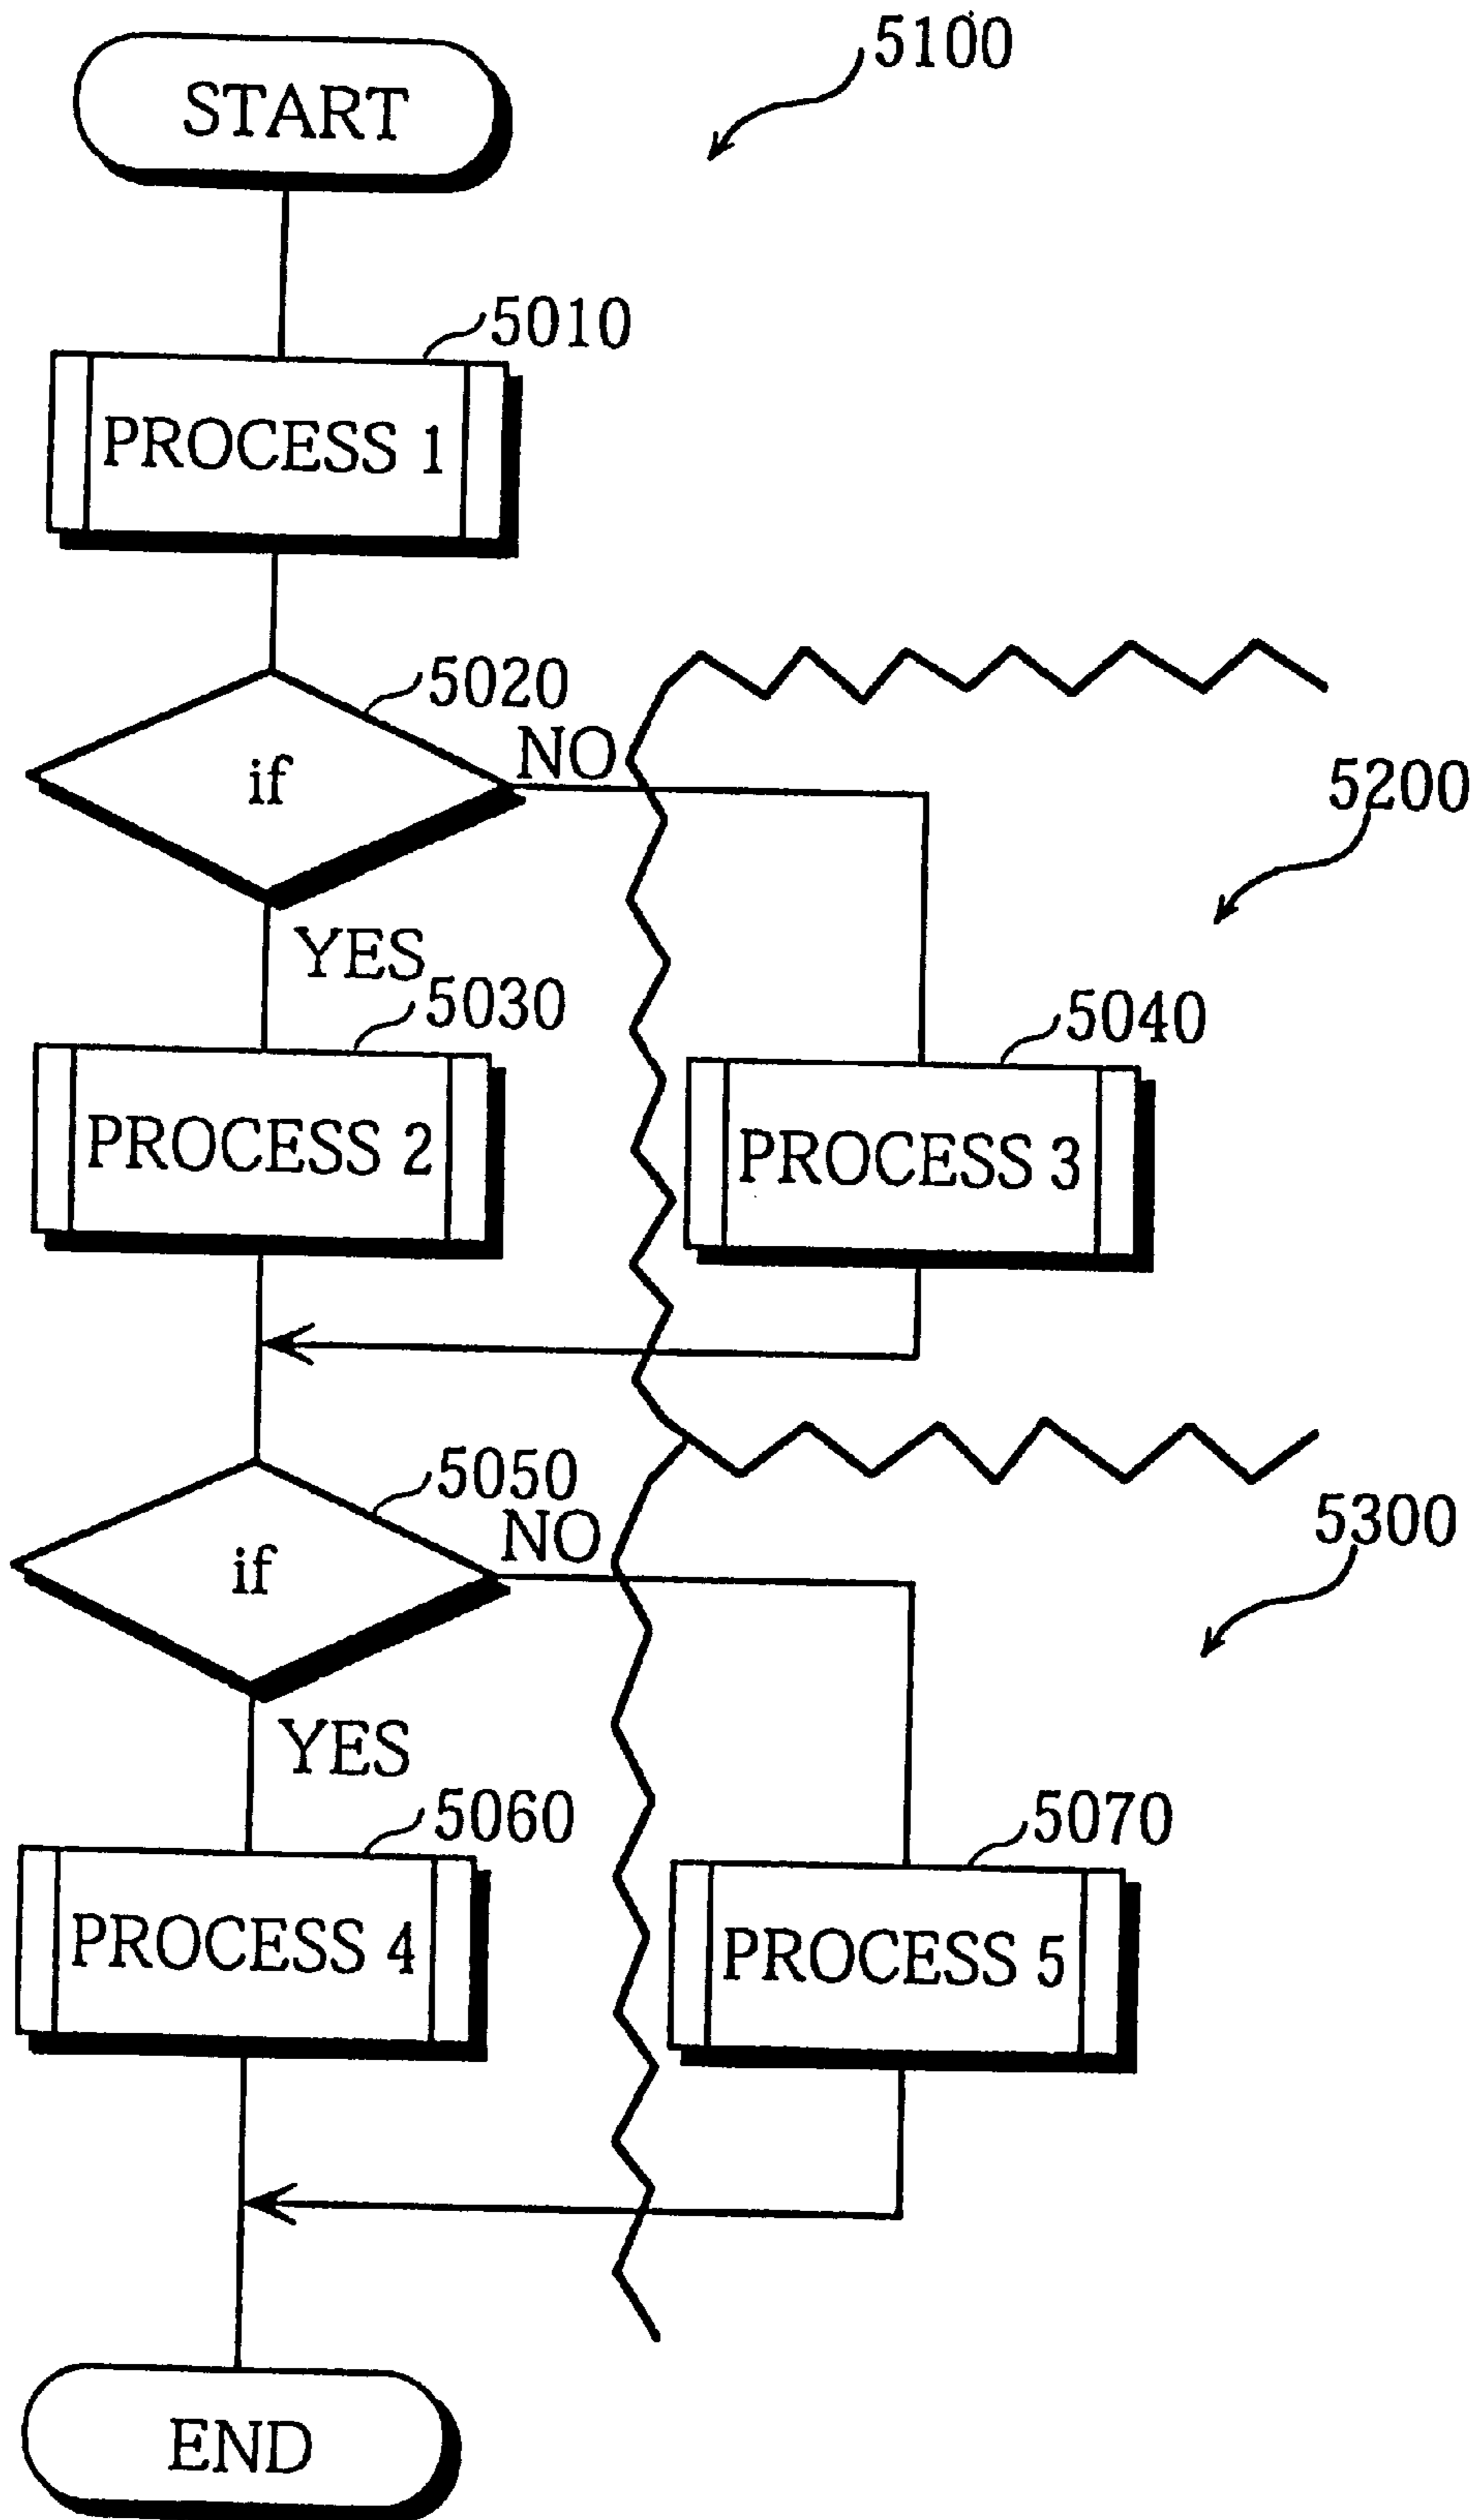 5100
START
5010
PROCESS 1
5020
NO
if
5200
YES
5030
5040
PROCESS 2
PROCESS 3
5050
NO
if
5300
YES
5060
5070
PROCESS 4
PROCESS 5
END